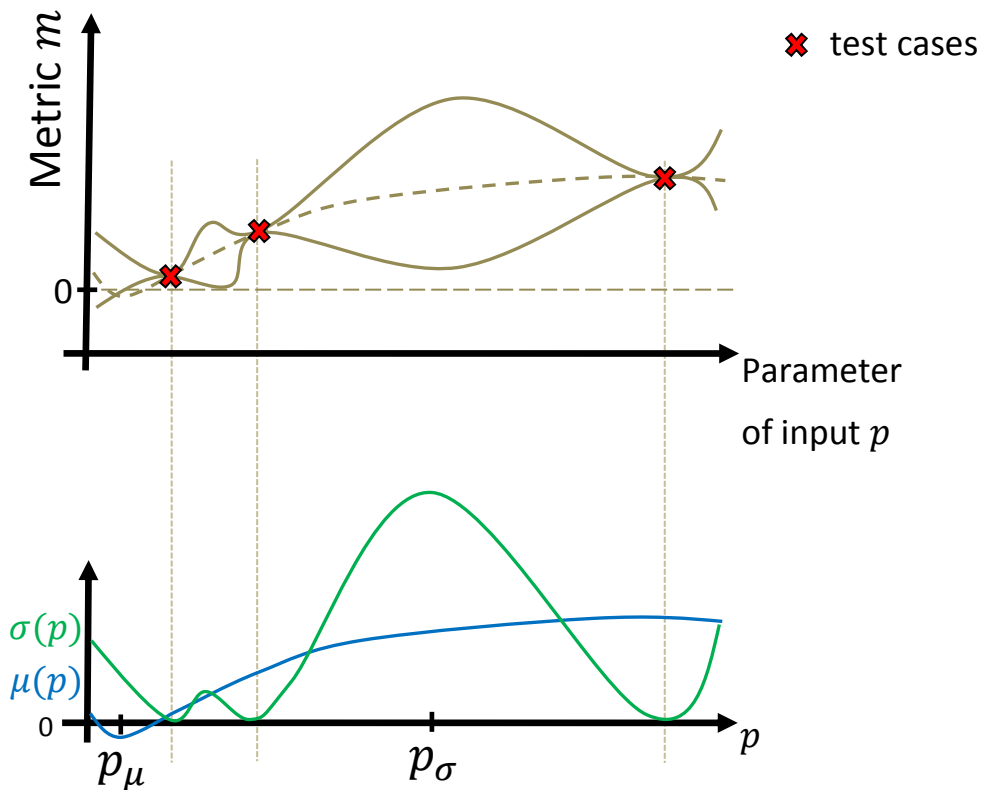 Metric m
test cases
0
Parameter
of input p
σ(p)
μ(p)
0
p
p_μ
p_σ